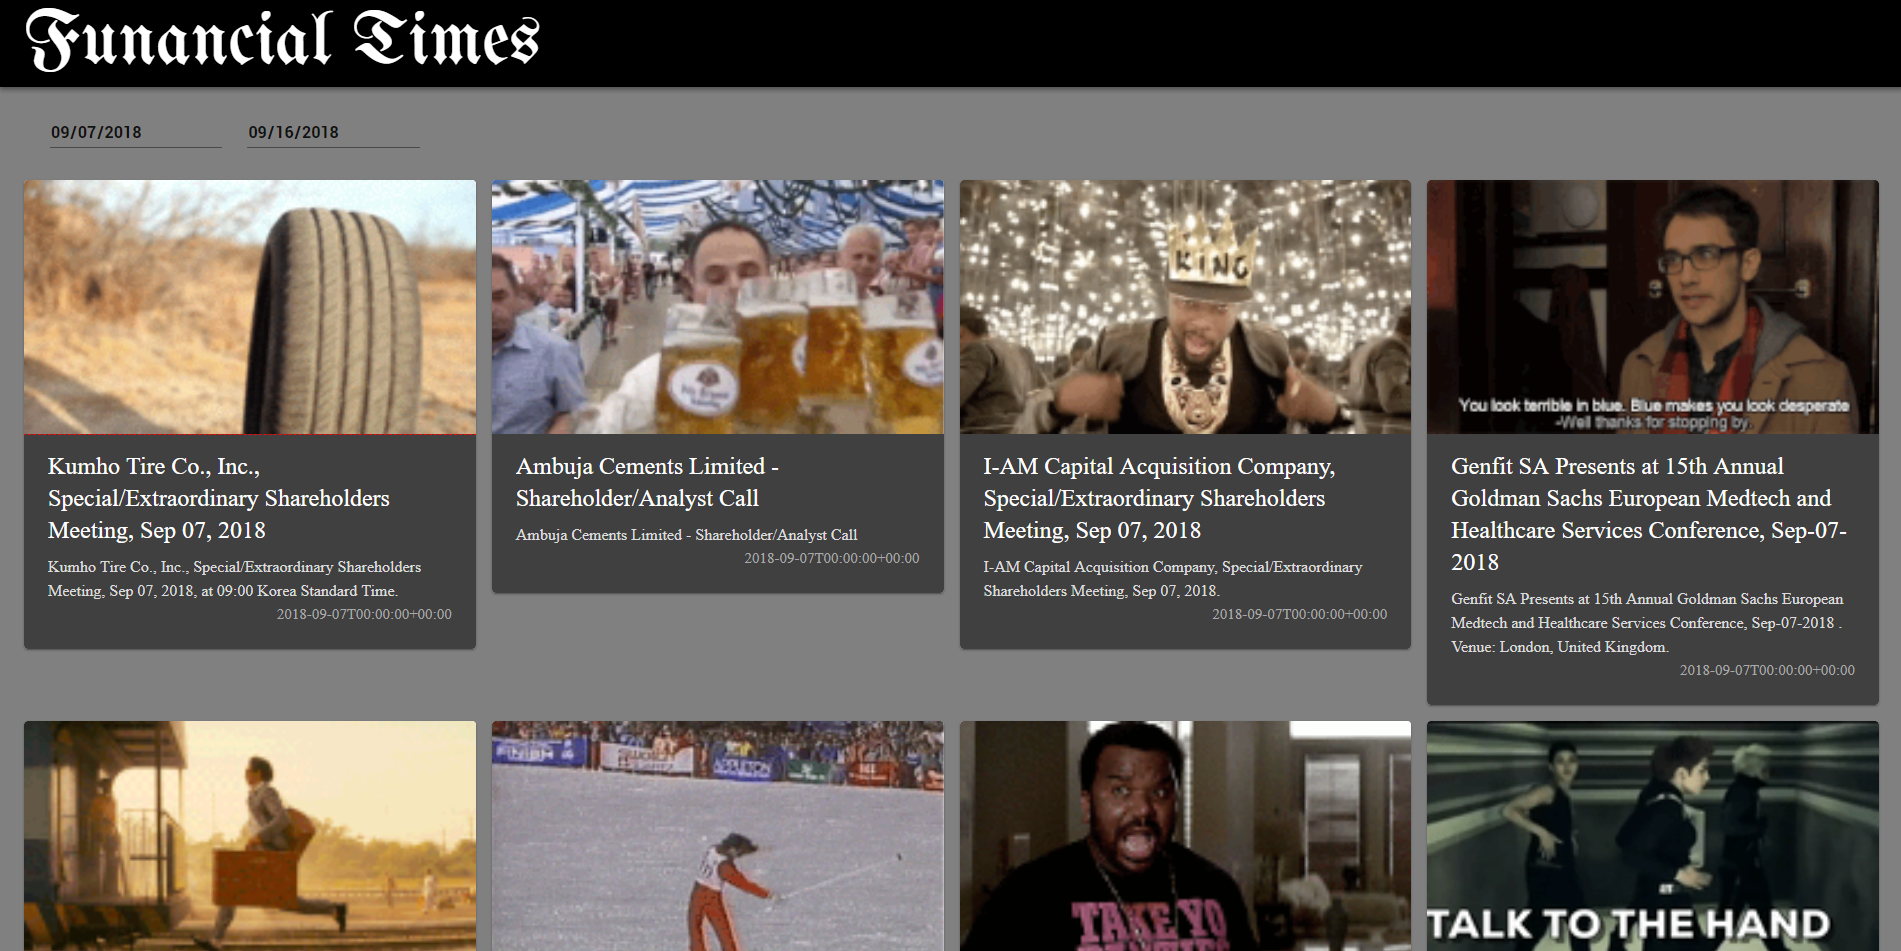 Funancial Times
09/07/2018 09/16/2018
KING
You look terrible in blue. Blue makes you look desperate
-Well thanks for stopping by.
Kumho Tire Co., Inc.,
Special/Extraordinary Shareholders
Meeting, Sep 07, 2018
Kumho Tire Co., Inc., Special/Extraordinary Shareholders
Meeting, Sep 07, 2018, at 09:00 Korea Standard Time.
2018-09-07T00:00:00+00:00
Ambuja Cements Limited -
Shareholder/Analyst Call
Ambuja Cements Limited - Shareholder/Analyst Call
2018-09-07T00:00:00+00:00
I-AM Capital Acquisition Company,
Special/Extraordinary Shareholders
Meeting, Sep 07, 2018
I-AM Capital Acquisition Company, Special/Extraordinary
Shareholders Meeting, Sep 07, 2018.
2018-09-07T00:00:00+00:00
Genfit SA Presents at 15th Annual
Goldman Sachs European Medtech and
Healthcare Services Conference, Sep-07-
2018
Genfit SA Presents at 15th Annual Goldman Sachs European
Medtech and Healthcare Services Conference, Sep-07-2018 .
Venue: London, United Kingdom.
2018-09-07T00:00:00+00:00
APPLETON
TAKE YO
TALK TO THE HAND